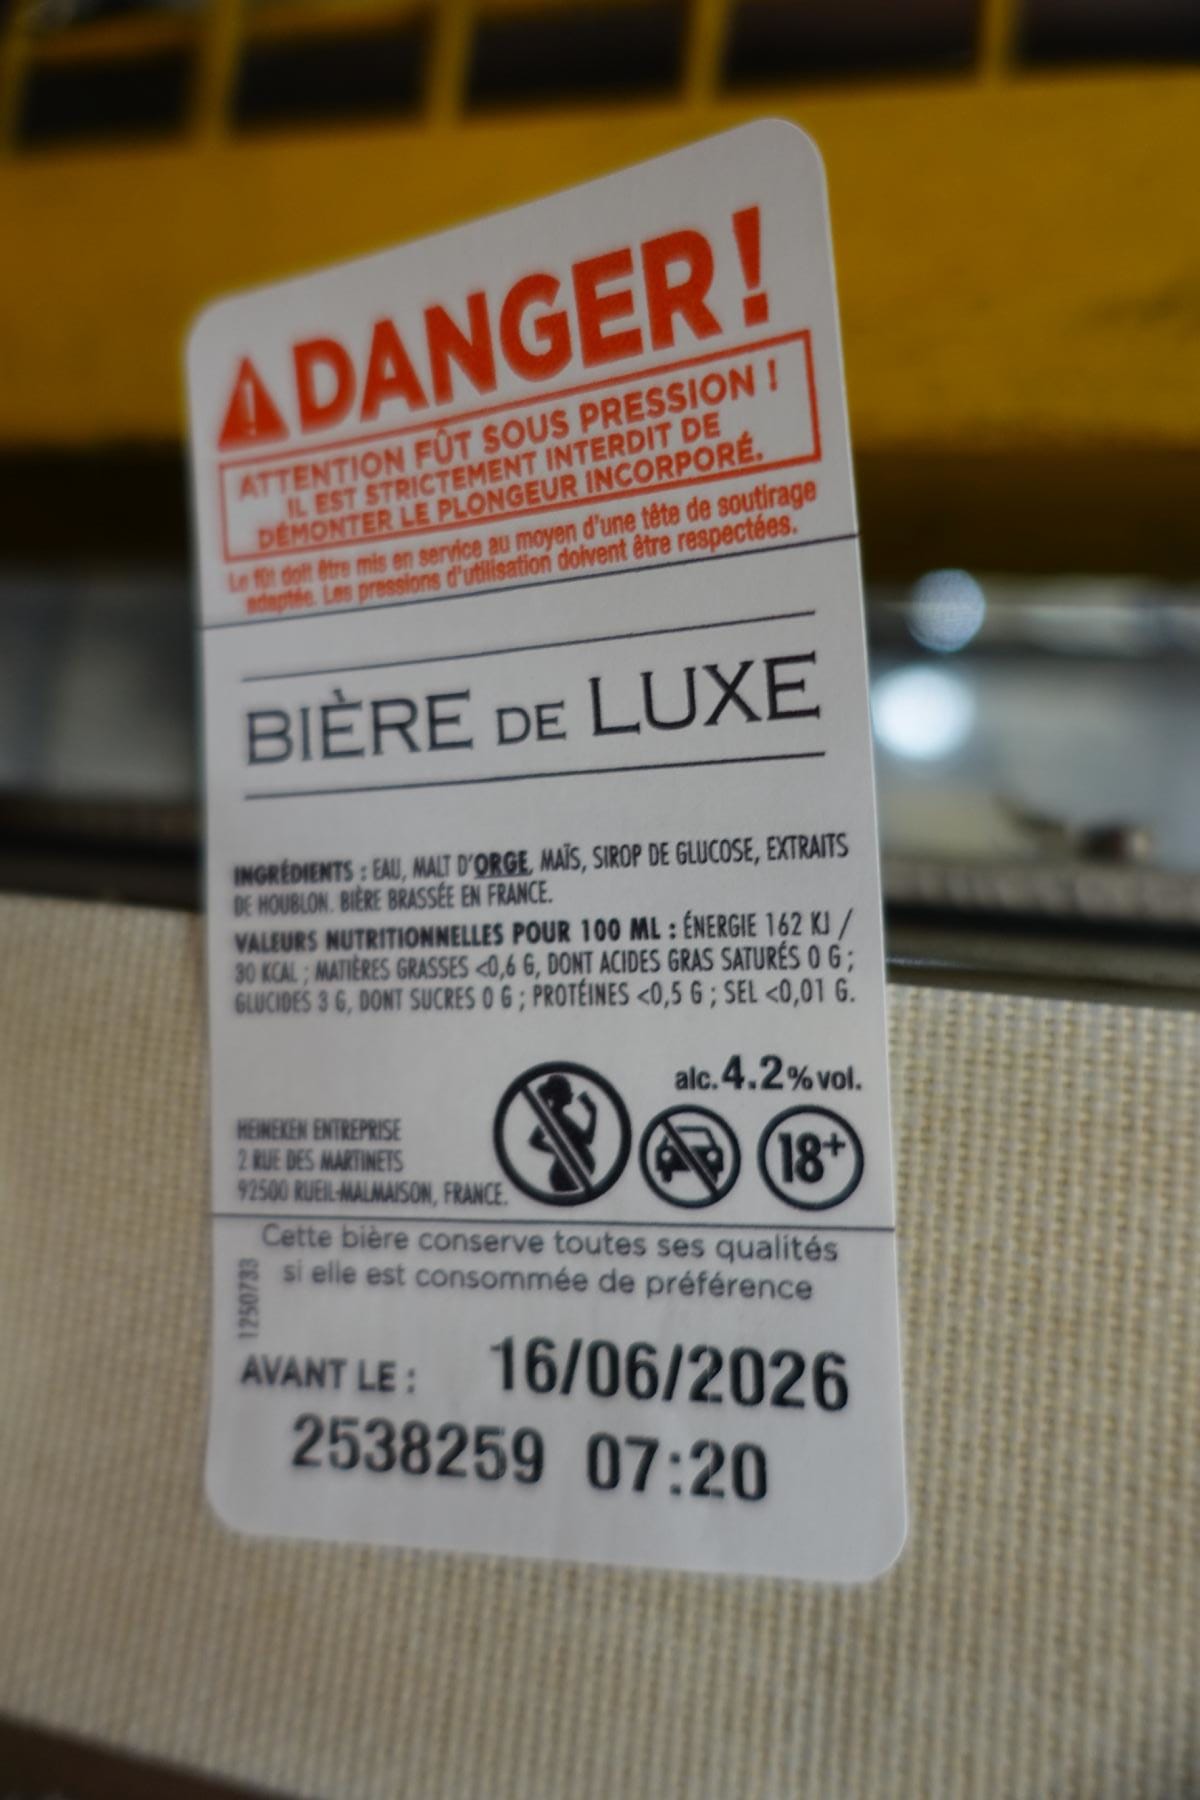 DANGER!
ATTENTION FÛT SOUS PRESSION !
IL EST STRICTEMENT INTERDIT DE
DÉMONTER LE PLONGEUR INCORPORÉ.
Le fût doit être mis en service au moyen d'une tête de soutirage
adaptée. Les pressions d'utilisation doivent être respectées.
BIÈRE DE LUXE
INGRÉDIENTS : EAU, MALT D'ORGE, MAÏS, SIROP DE GLUCOSE, EXTRAITS
DE HOUBLON. BIÈRE BRASSÉE EN FRANCE.
VALEURS NUTRITIONNELLES POUR 100 ML : ÉNERGIE 162 KJ /
30 KCAL ; MATIÈRES GRASSES <0,6 G, DONT ACIDES GRAS SATURÉS 0 G ;
GLUCIDES 3 G, DONT SUCRES 0 G ; PROTÉINES <0,5 G ; SEL <0,01 G.
alc. 4.2% vol.
HEINEKEN ENTREPRISE
2 RUE DES MARTINETS
92500 RUEIL-MALMAISON, FRANCE.
18+
Cette bière conserve toutes ses qualités
si elle est consommée de préférence
1250733
AVANT LE : 16/06/2026
2538259 07:20